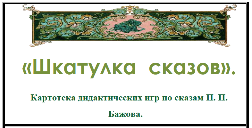 «Шкатулка сказов».
Картотека дидактических игр по сказам П. П.
Бажова.